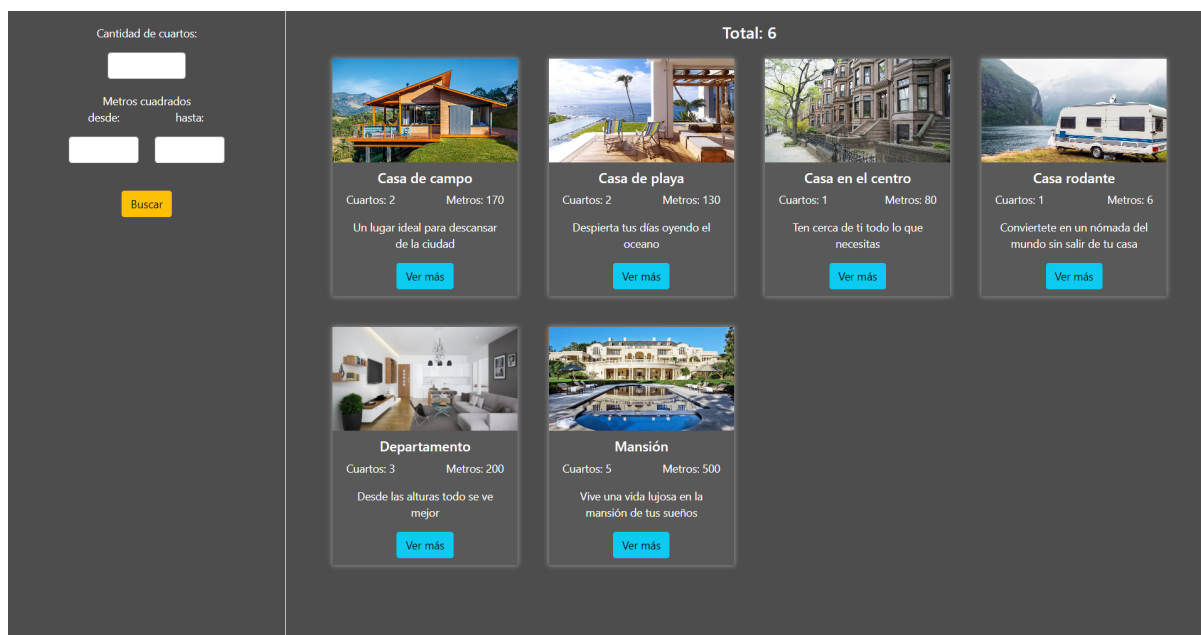 Cantidad de cuartos:
Metros cuadrados
desde: hasta:
Buscar
Total: 6
Casa de campo
Cuartos: 2 Metros: 170
Un lugar ideal para descansar
de la ciudad
Ver más
Casa de playa
Cuartos: 2 Metros: 130
Despierta tus días oyendo el
oceano
Ver más
Casa en el centro
Cuartos: 1 Metros: 80
Ten cerca de ti todo lo que
necesitas
Ver más
Casa rodante
Cuartos: 1 Metros: 6
Conviertete en un nómada del
mundo sin salir de tu casa
Ver más
Departamento
Cuartos: 3 Metros: 200
Desde las alturas todo se ve
mejor
Ver más
Mansión
Cuartos: 5 Metros: 500
Vive una vida lujosa en la
mansión de tus sueños
Ver más